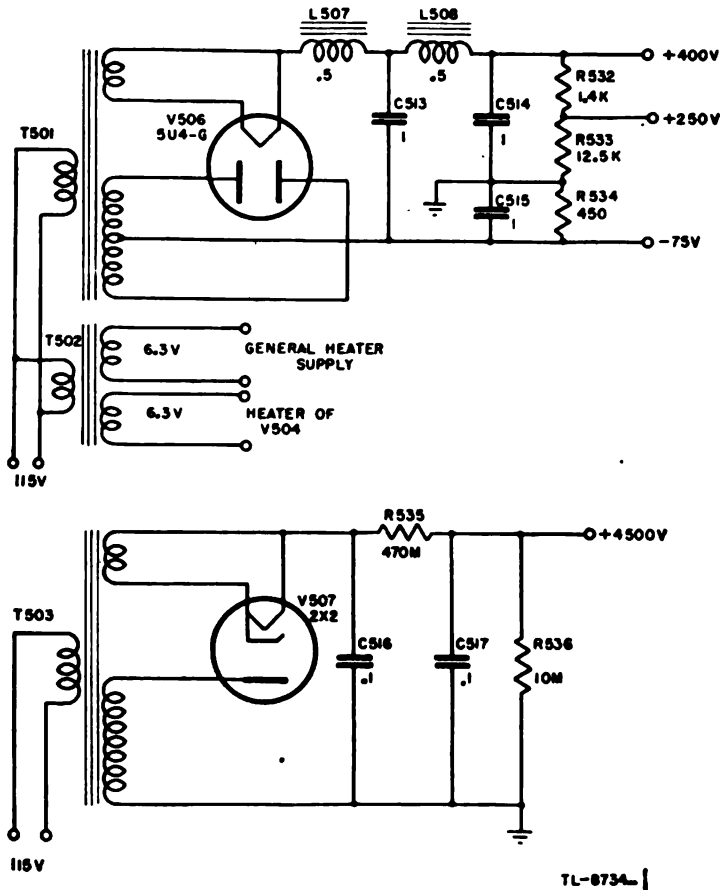 L507
L508
.5
.5
+400V
R532
1.4K
C513
1
C514
1
V506
5U4-G
T501
+250V
R533
12.5K
C515
1
R534
450
-75V
T502
6.3V
GENERAL HEATER
SUPPLY
6.3V
HEATER OF
V504
115V
R535
470M
+4500V
T503
V507
2X2
C516
.1
C517
.1
R536
10M
115V
TL-8734